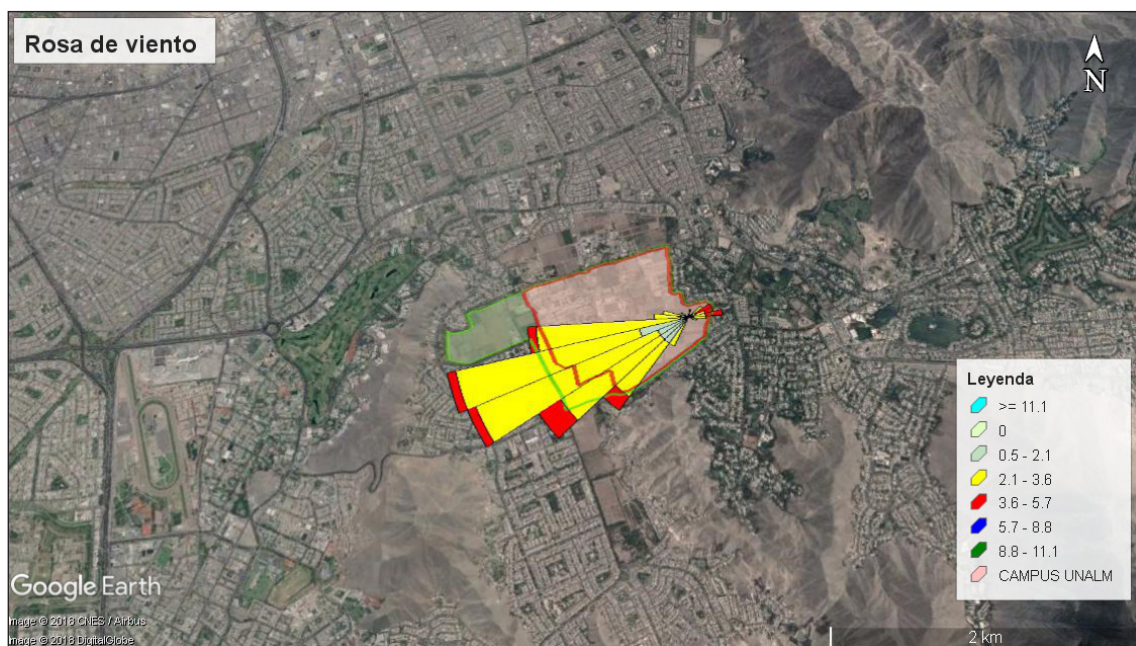 Rosa de viento
N
Leyenda
>= 11.1
0
0.5 - 2.1
2.1 - 3.6
3.6 - 5.7
5.7 - 8.8
8.8 - 11.1
CAMPUS UNALM
Google Earth
Image © 2018 CNES / Airbus
Image © 2018 DigitalGlobe
2 km